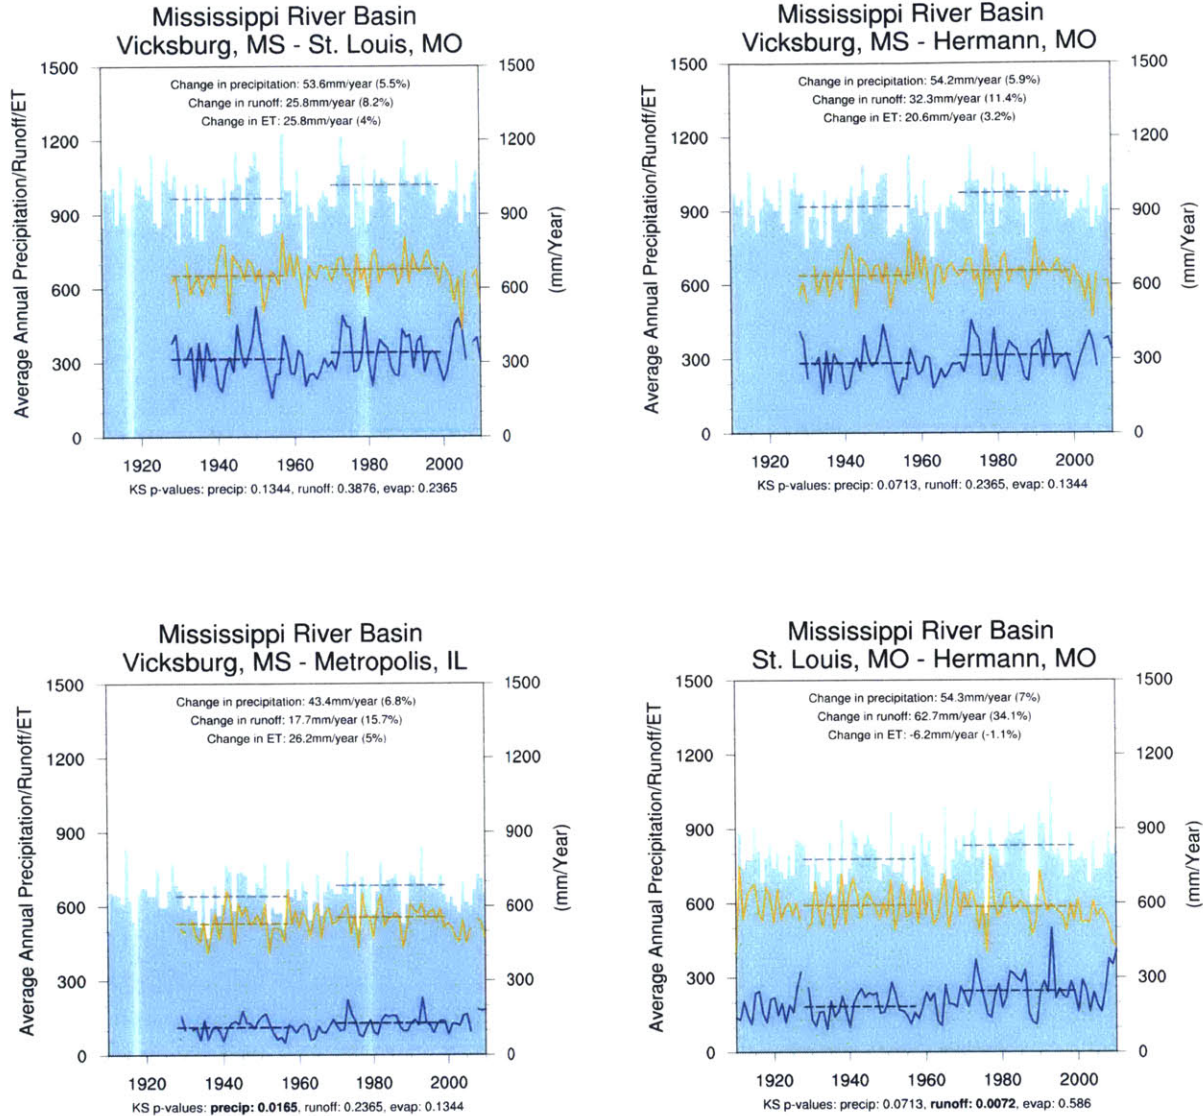 Mississippi River Basin
Vicksburg, MS - St. Louis, MO
Average Annual Precipitation/Runoff/ET
1500
1200
900
600
300
0
Change in precipitation: 53.6mm/year (5.5%)
Change in runoff: 25.8mm/year (8.2%)
Change in ET: 25.8mm/year (4%)
1500
1200
900
600
300
0
(mm/Year)
1920 1940 1960 1980 2000
KS p-values: precip: 0.1344, runoff: 0.3876, evap: 0.2365
Mississippi River Basin
Vicksburg, MS - Hermann, MO
Average Annual Precipitation/Runoff/ET
1500
1200
900
600
300
0
Change in precipitation: 54.2mm/year (5.9%)
Change in runoff: 32.3mm/year (11.4%)
Change in ET: 20.6mm/year (3.2%)
1500
1200
900
600
300
0
(mm/Year)
1920 1940 1960 1980 2000
KS p-values: precip: 0.0713, runoff: 0.2365, evap: 0.1344
Mississippi River Basin
Vicksburg, MS - Metropolis, IL
Average Annual Precipitation/Runoff/ET
1500
1200
900
600
300
0
Change in precipitation: 43.4mm/year (6.8%)
Change in runoff: 17.7mm/year (15.7%)
Change in ET: 26.2mm/year (5%)
1500
1200
900
600
300
0
(mm/Year)
1920 1940 1960 1980 2000
KS p-values: precip: 0.0165, runoff: 0.2365, evap: 0.1344
Mississippi River Basin
St. Louis, MO - Hermann, MO
Average Annual Precipitation/Runoff/ET
1500
1200
900
600
300
0
Change in precipitation: 54.3mm/year (7%)
Change in runoff: 62.7mm/year (34.1%)
Change in ET: -6.2mm/year (-1.1%)
1500
1200
900
600
300
0
(mm/Year)
1920 1940 1960 1980 2000
KS p-values: precip: 0.0713, runoff: 0.0072, evap: 0.586